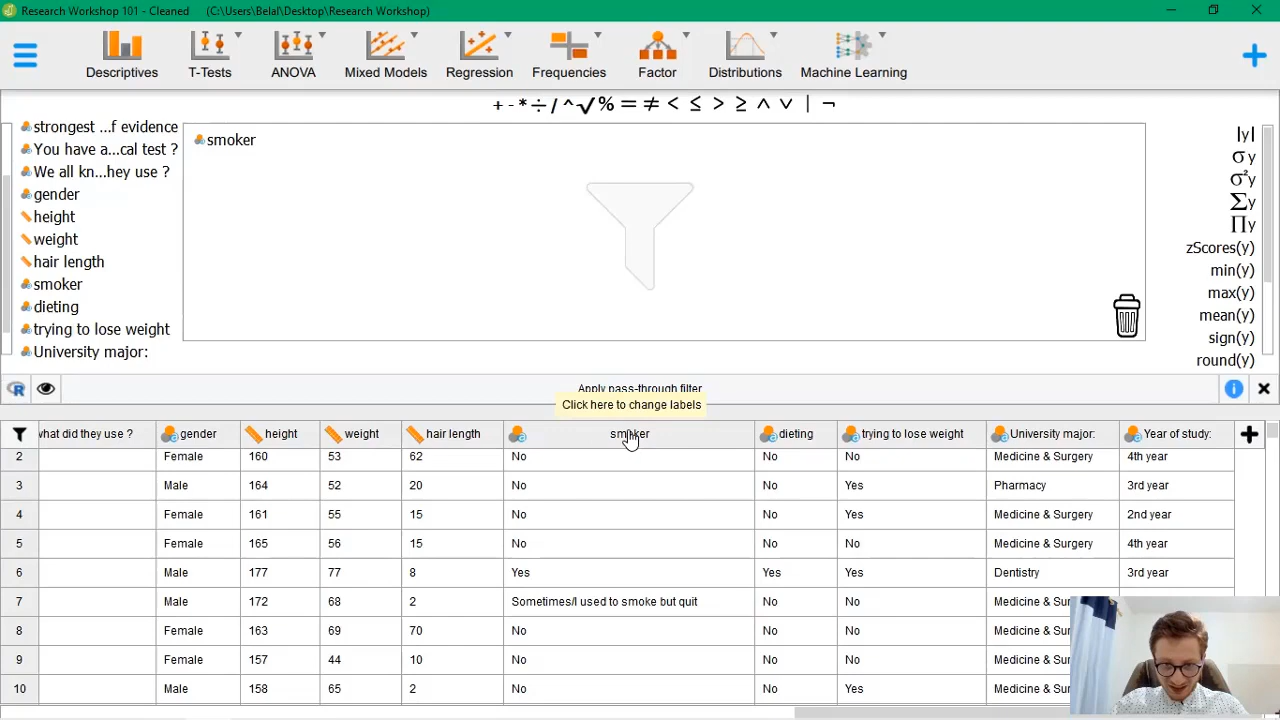 Research Workshop 101 - Cleaned (C:\Users\Belal\Desktop\Research Workshop)
Descriptives T-Tests ANOVA Mixed Models Regression Frequencies Factor Distributions Machine Learning
+ - * ÷ / ^ √ % = ≠ < ≤ > ≥ ∧ ∨ | ¬
strongest ...f evidence
You have a...cal test ?
We all kn...hey use ?
gender
height
weight
hair length
smoker
dieting
trying to lose weight
University major:
smoker
|y|
σ y
σ²y
∑y
∏y
zScores(y)
min(y)
max(y)
mean(y)
sign(y)
round(y)
R
Apply pass-through filter
i
Click here to change labels
what did they use ? gender height weight hair length smoker dieting trying to lose weight University major: Year of study:
2 Female 160 53 62 No No No Medicine & Surgery 4th year
3 Male 164 52 20 No No Yes Pharmacy 3rd year
4 Female 161 55 15 No No Yes Medicine & Surgery 2nd year
5 Female 165 56 15 No No No Medicine & Surgery 4th year
6 Male 177 77 8 Yes Yes Yes Dentistry 3rd year
7 Male 172 68 2 Sometimes/I used to smoke but quit No No Medicine & Sur
8 Female 163 69 70 No No No Medicine & Sur
9 Female 157 44 10 No No No Medicine & Sur
10 Male 158 65 2 No No Yes Medicine & Sur